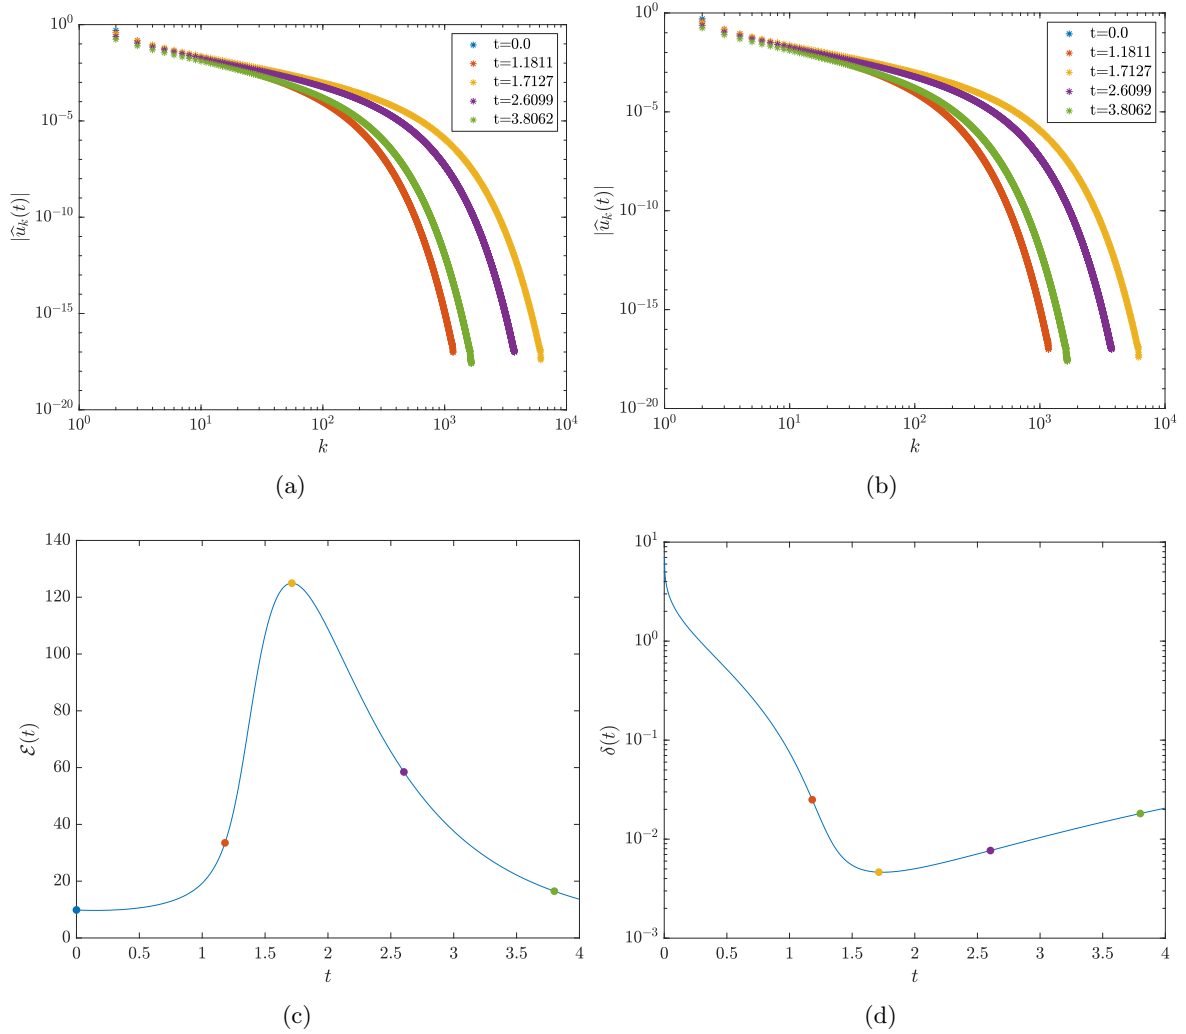 10^0
10^{-5}
10^{-10}
10^{-15}
10^{-20}
|\widehat{u}_k(t)|
t=0.0
t=1.1811
t=1.7127
t=2.6099
t=3.8062
10^0 10^1 10^2 10^3 10^4
k
(a)
10^0
10^{-5}
10^{-10}
10^{-15}
10^{-20}
|\widehat{u}_k(t)|
t=0.0
t=1.1811
t=1.7127
t=2.6099
t=3.8062
10^0 10^1 10^2 10^3 10^4
k
(b)
140
120
100
80
60
40
20
0
ℰ(t)
0 0.5 1 1.5 2 2.5 3 3.5 4
t
(c)
10^1
10^0
10^{-1}
10^{-2}
10^{-3}
δ(t)
0 0.5 1 1.5 2 2.5 3 3.5 4
t
(d)